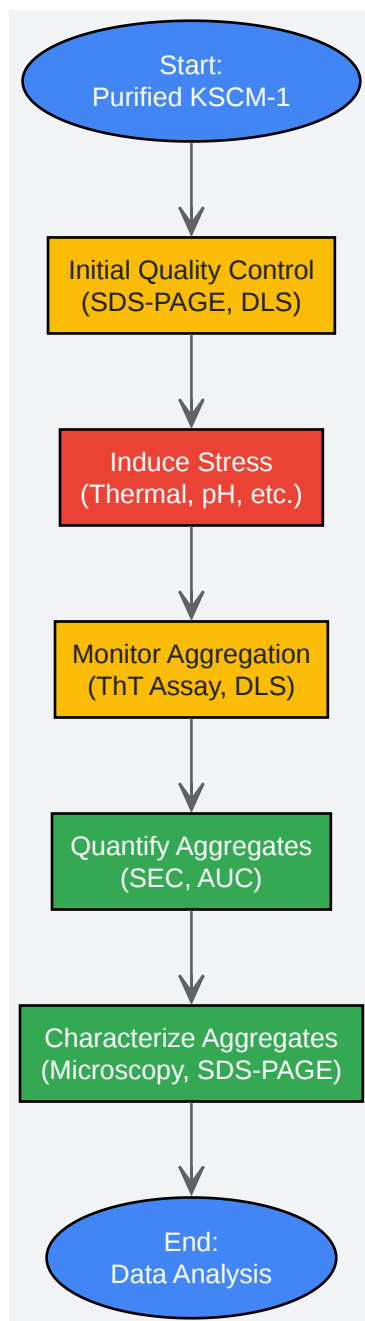 Start:
Purified KSCM-1
Initial Quality Control
(SDS-PAGE, DLS)
Induce Stress
(Thermal, pH, etc.)
Monitor Aggregation
(ThT Assay, DLS)
Quantify Aggregates
(SEC, AUC)
Characterize Aggregates
(Microscopy, SDS-PAGE)
End:
Data Analysis